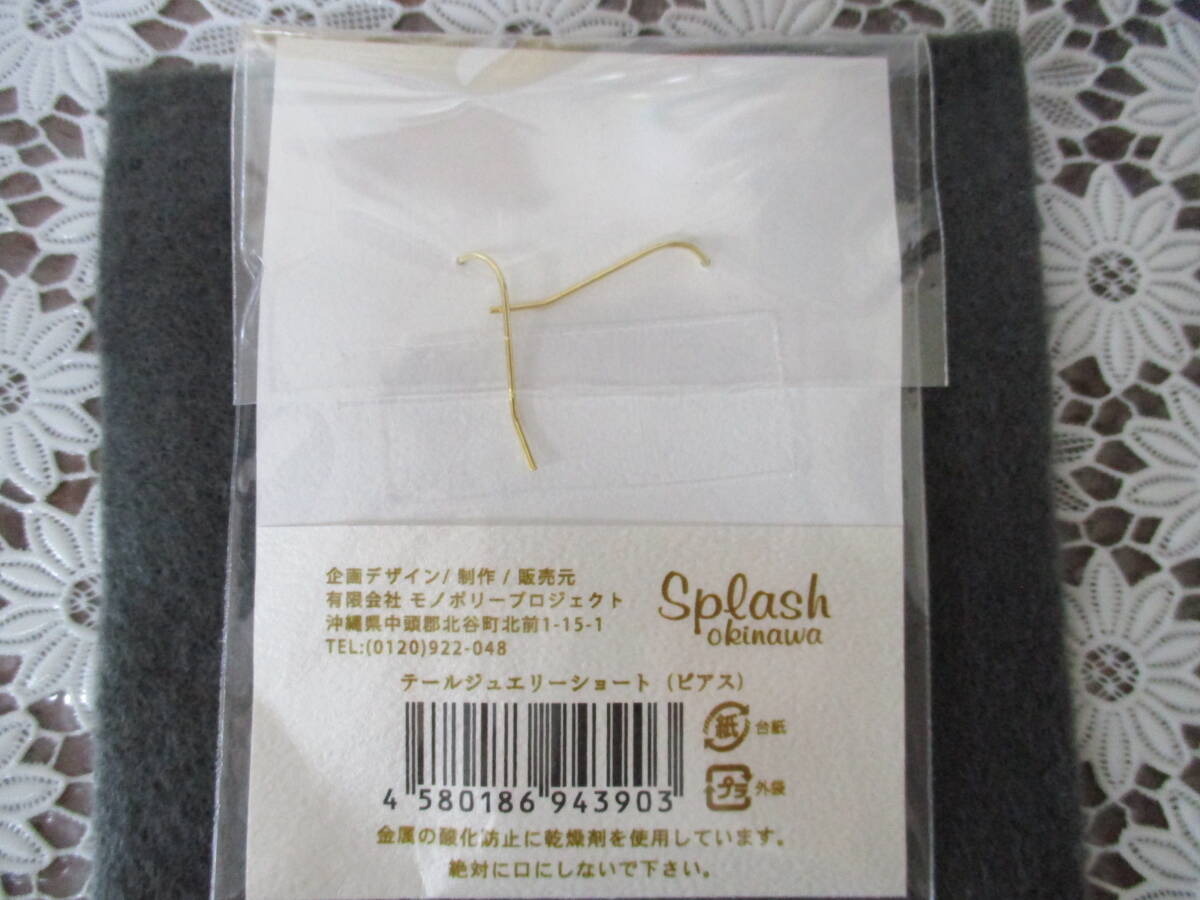 企画デザイン/ 制作 / 販売元
有限会社 モノポリープロジェクト
沖縄県中頭郡北谷町北前1-15-1
TEL:(0120)922-048
Splash
okinawa
テールジュエリーショート（ピアス）
紙 台紙
プラ 外袋
4 580186 943903
金属の酸化防止に乾燥剤を使用しています。
絶対に口にしないで下さい。